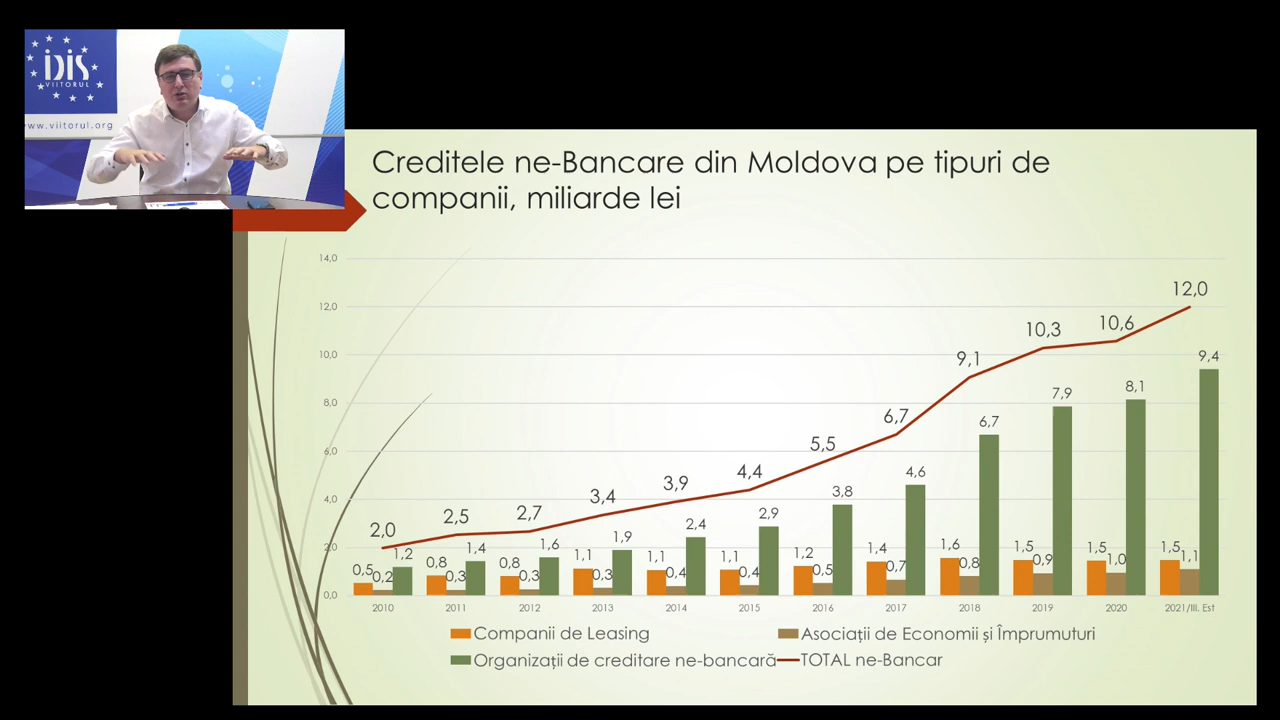 iDiS
VIITORUL
www.viitorul.org
Creditele ne-Bancare din Moldova pe tipuri de
companii, miliarde lei
14,0
12,0
10,0
8,0
6,0
4,0
2,0
0,0
2,0 2,5 2,7 3,4 3,9 4,4 5,5 6,7 9,1 10,3 10,6 12,0
0,5 0,2 1,2
0,8 0,3 1,4
0,8 0,3 1,6
1,1 0,3 1,9
1,1 0,4 2,4
1,1 0,4 2,9
1,2 0,5 3,8
1,4 0,7 4,6
1,6 0,8 6,7
1,5 0,9 7,9
1,5 1,0 8,1
1,5 1,1 9,4
2010 2011 2012 2013 2014 2015 2016 2017 2018 2019 2020 2021/III. Est
Companii de Leasing
Asociații de Economii și Împrumuturi
Organizații de creditare ne-bancară
TOTAL ne-Bancar